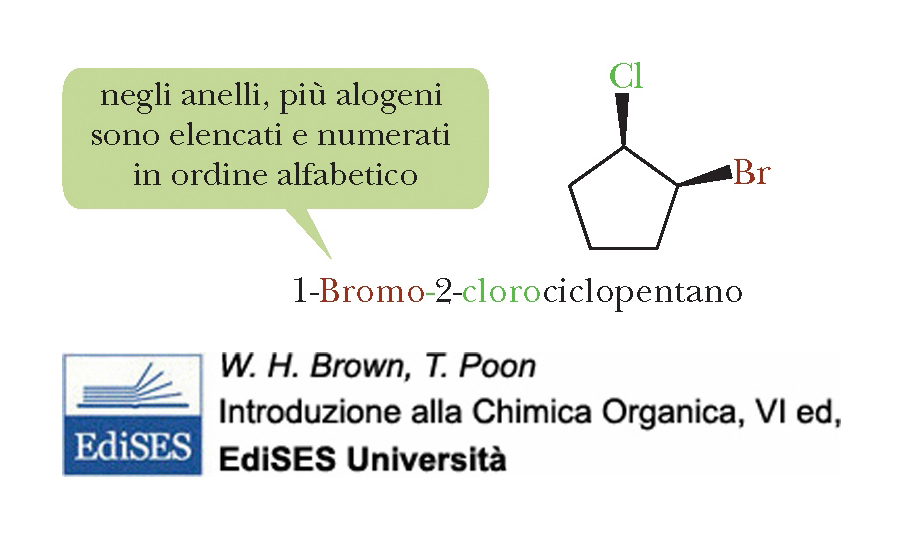 negli anelli, più alogeni
sono elencati e numerati
in ordine alfabetico
Cl
Br
1-Bromo-2-clorociclopentano
EdiSES
W. H. Brown, T. Poon
Introduzione alla Chimica Organica, VI ed,
EdiSES Università